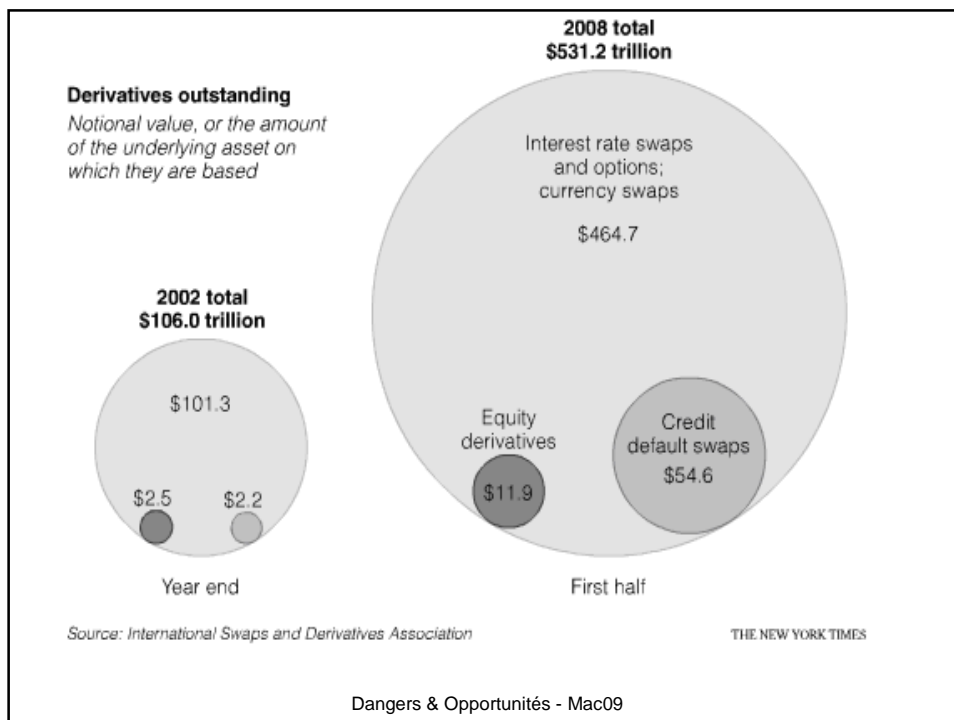 2008 total
$531.2 trillion
Derivatives outstanding
Notional value, or the amount
of the underlying asset on
which they are based
Interest rate swaps
and options;
currency swaps
$464.7
2002 total
$106.0 trillion
$101.3
$2.5
$2.2
Equity
derivatives
$11.9
Credit
default swaps
$54.6
Year end
First half
Source: International Swaps and Derivatives Association
THE NEW YORK TIMES
Dangers & Opportunités - Mac09